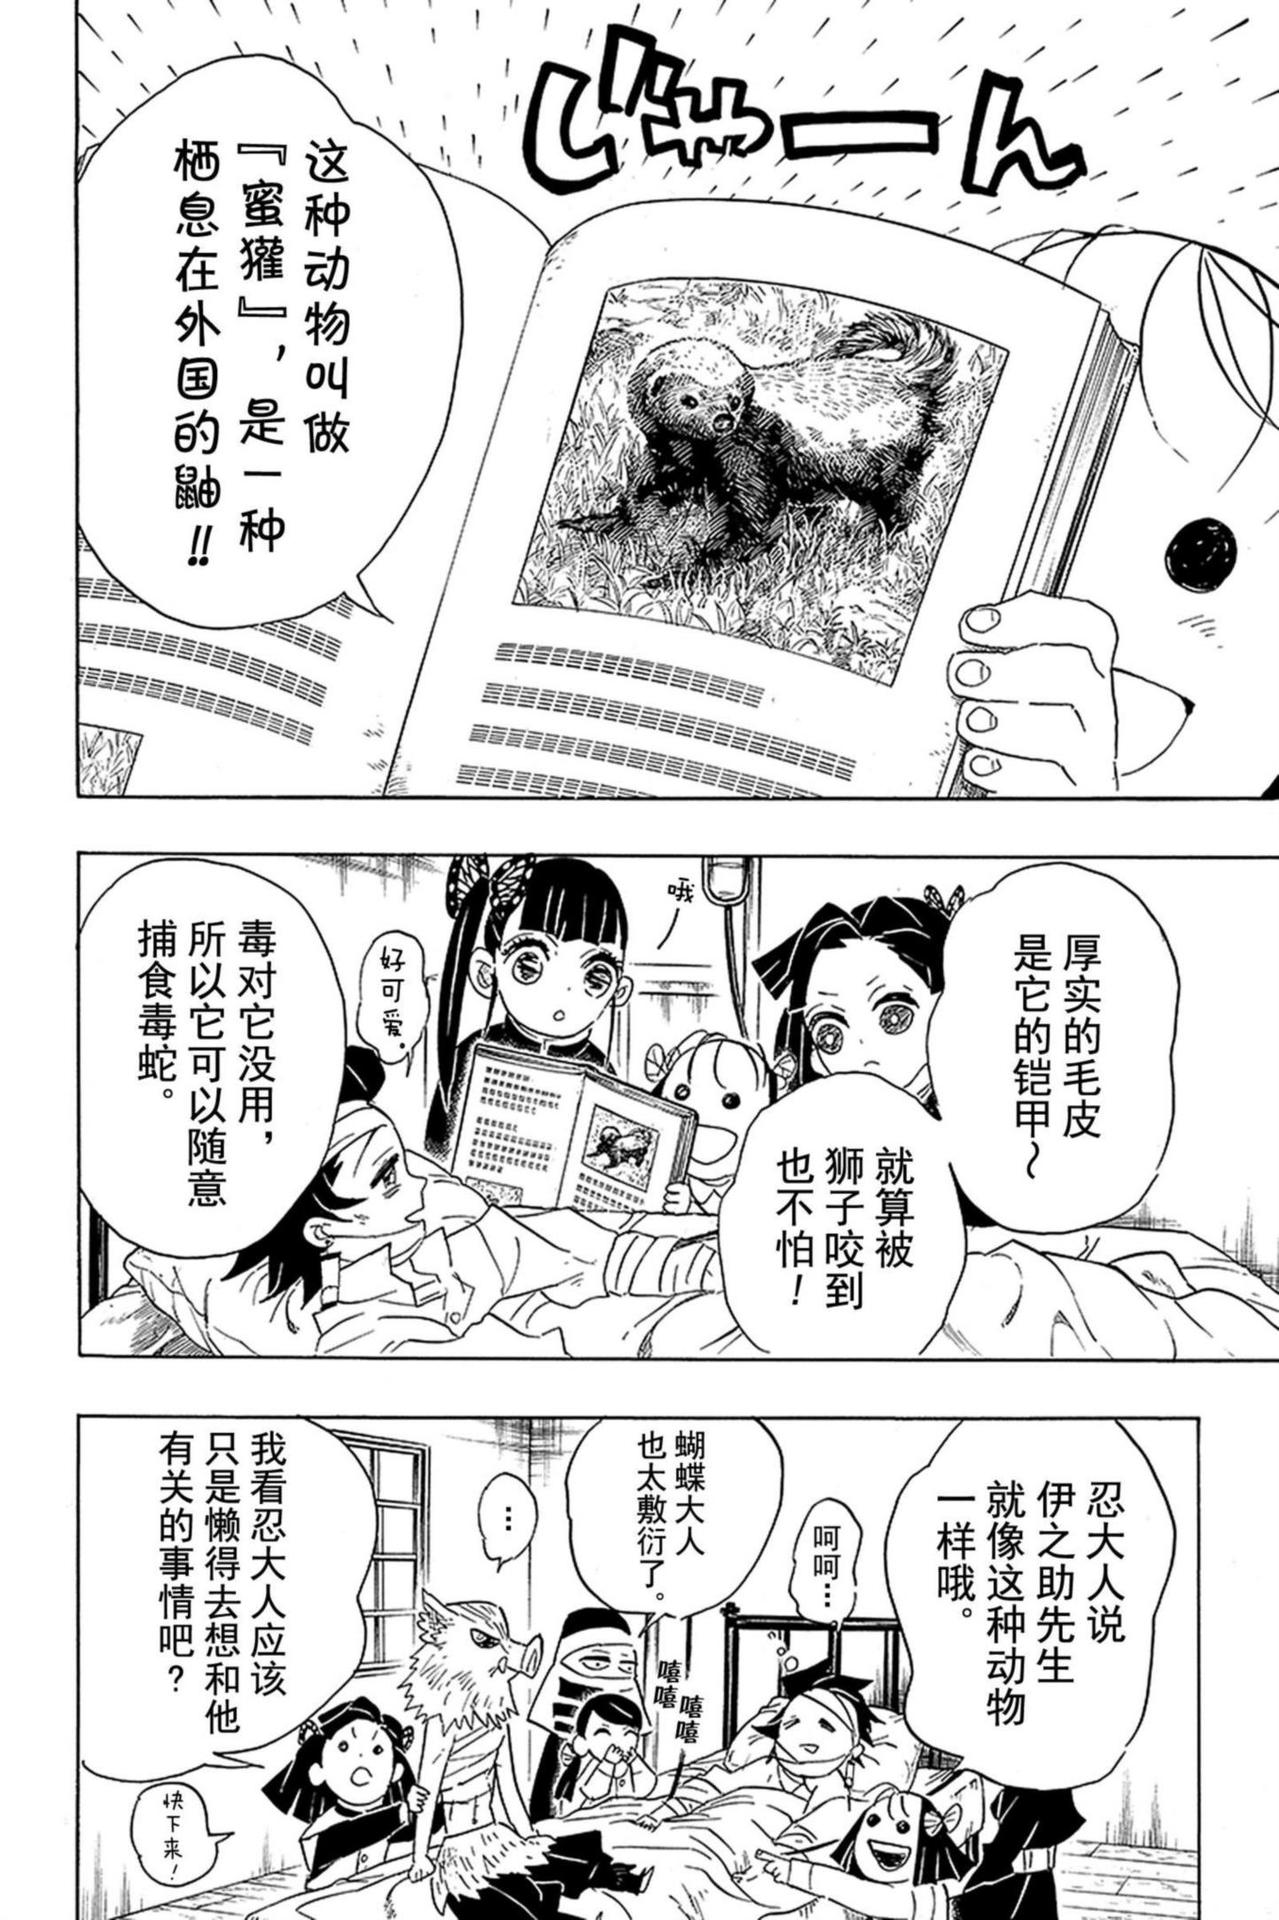 じゃーん
这种动物叫做
『蜜獾』，是一种
栖息在外国的鼬!!
厚实的毛皮
是它的铠甲～
就算被
狮子咬到
也不怕！
哦
好可爱.
毒对它没用，
所以它可以随意
捕食毒蛇。
忍大人说
伊之助先生
就像这种动物
一样哦。
呵呵…
蝴蝶大人
也太敷衍了。
嘻嘻
嘻嘻
…
我看忍大人应该
只是懒得去想和他
有关的事情吧？
快下来！